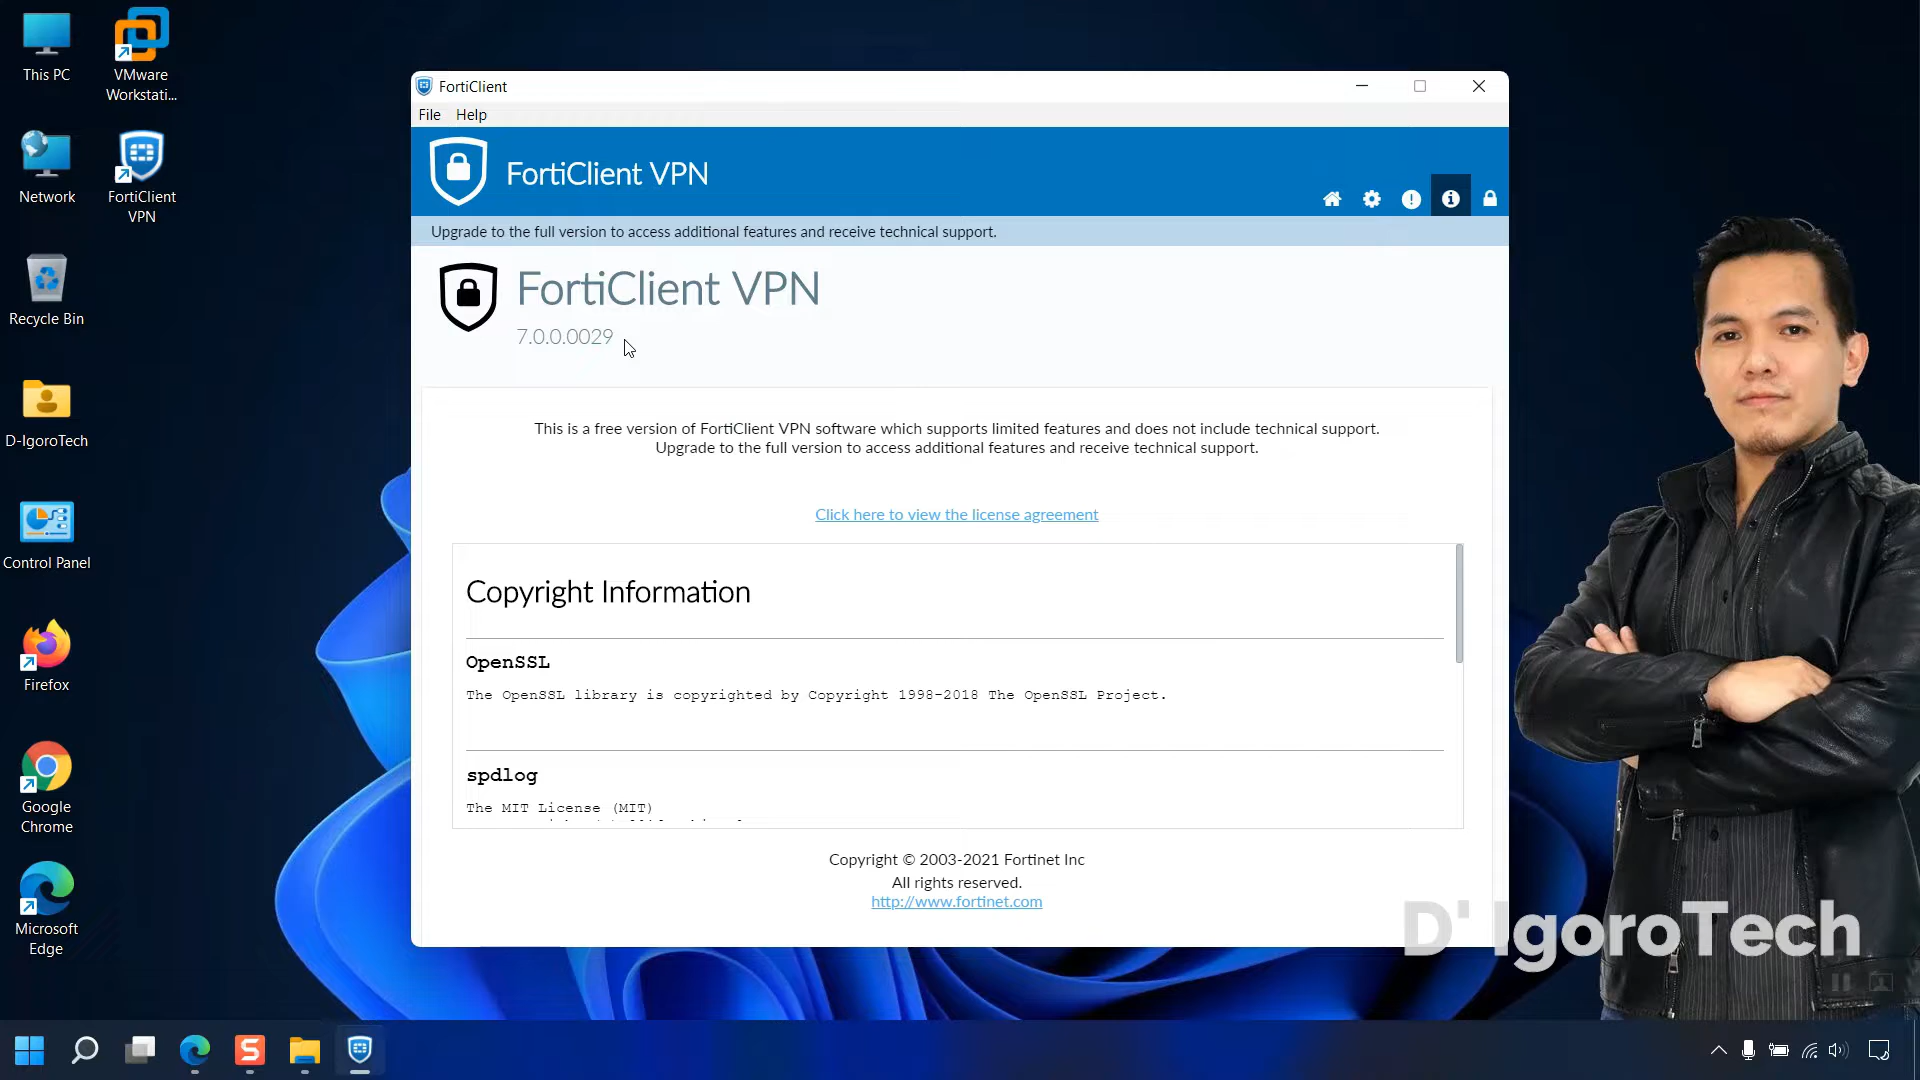 This PC
VMware
Workstati...
Network
FortiClient
VPN
Recycle Bin
D-IgoroTech
Control Panel
Firefox
Google
Chrome
Microsoft
Edge
FortiClient
File Help
FortiClient VPN
Upgrade to the full version to access additional features and receive technical support.
FortiClient VPN
7.0.0.0029
This is a free version of FortiClient VPN software which supports limited features and does not include technical support.
Upgrade to the full version to access additional features and receive technical support.
Click here to view the license agreement
Copyright Information
OpenSSL
The OpenSSL library is copyrighted by Copyright 1998-2018 The OpenSSL Project.
spdlog
The MIT License (MIT)
Copyright © 2003-2021 Fortinet Inc
All rights reserved.
http://www.fortinet.com
D' IgoroTech